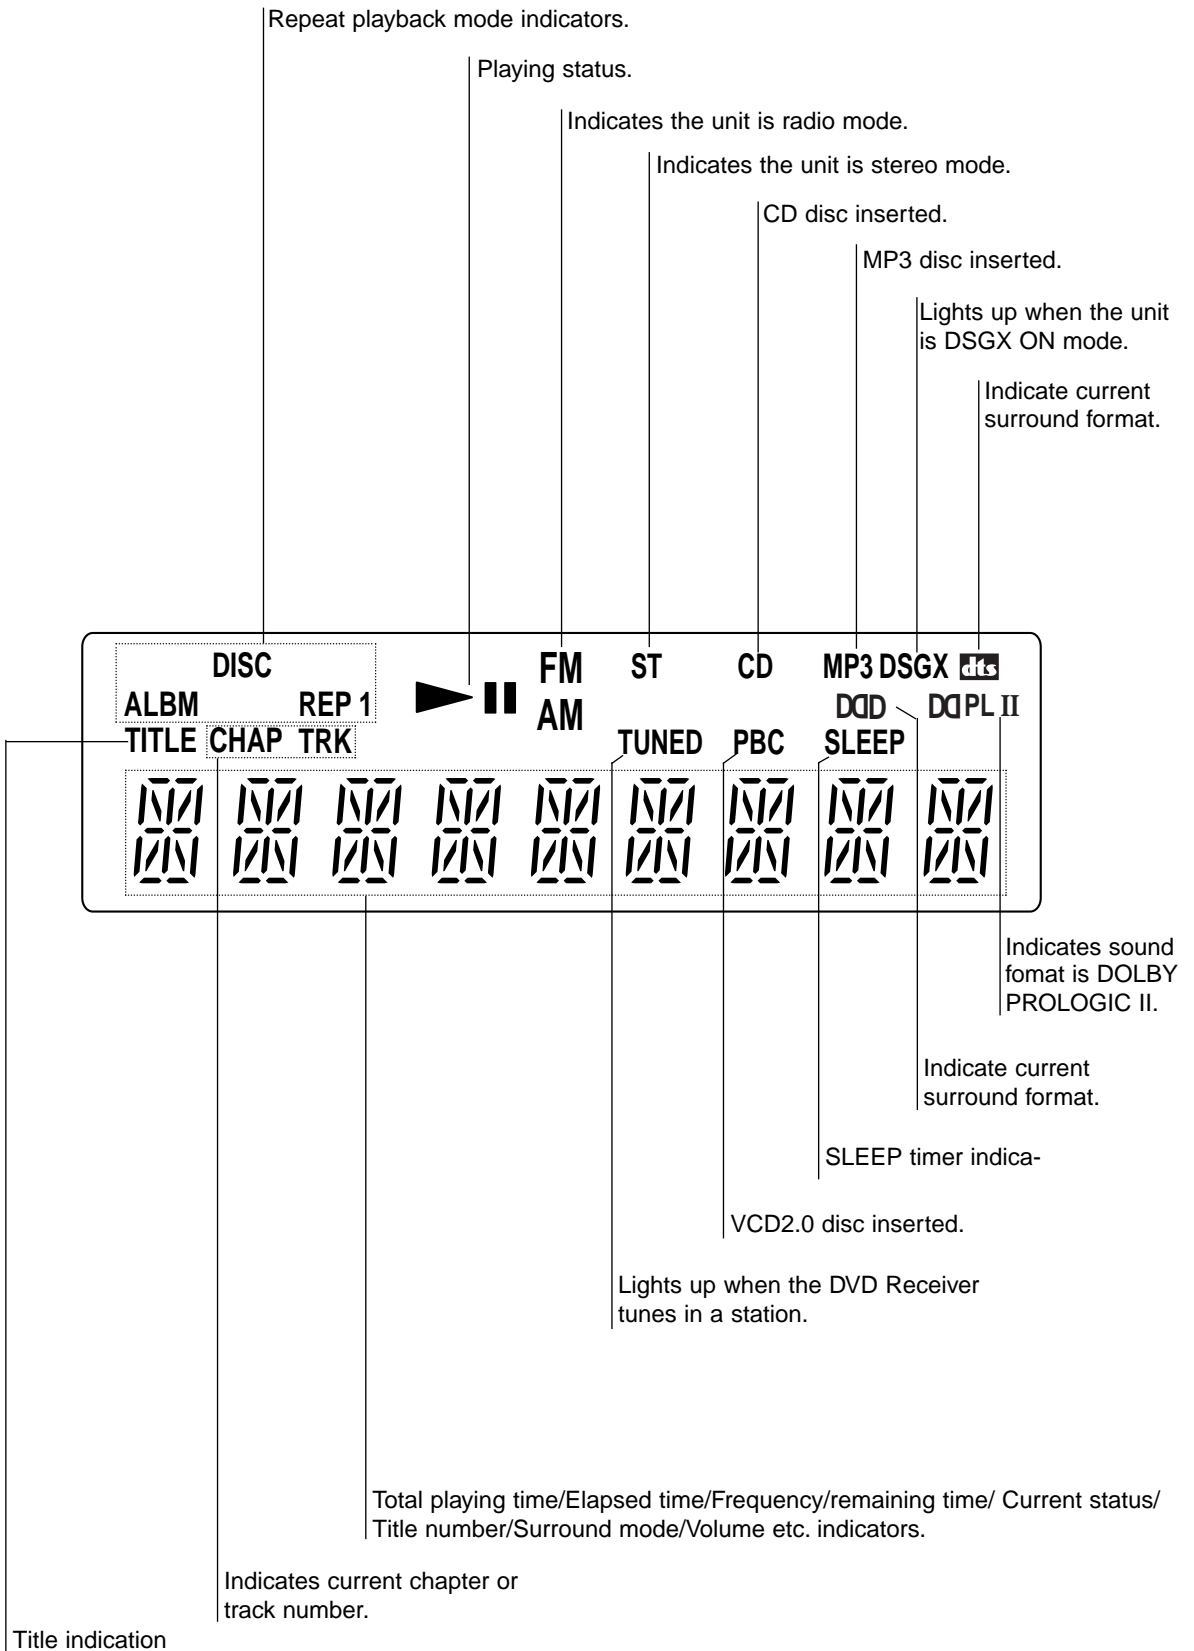 Repeat playback mode indicators.
Playing status.
Indicates the unit is radio mode.
Indicates the unit is stereo mode.
CD disc inserted.
MP3 disc inserted.
Lights up when the unit
is DSGX ON mode.
Indicate current
surround format.
DISC FM ST CD MP3 DSGX dts
ALBM REP 1 AM DD D DD PL II
TITLE CHAP TRK TUNED PBC SLEEP
Indicates sound
fomat is DOLBY
PROLOGIC II.
Indicate current
surround format.
SLEEP timer indica-
VCD2.0 disc inserted.
Lights up when the DVD Receiver
tunes in a station.
Total playing time/Elapsed time/Frequency/remaining time/ Current status/
Title number/Surround mode/Volume etc. indicators.
Indicates current chapter or
track number.
Title indication